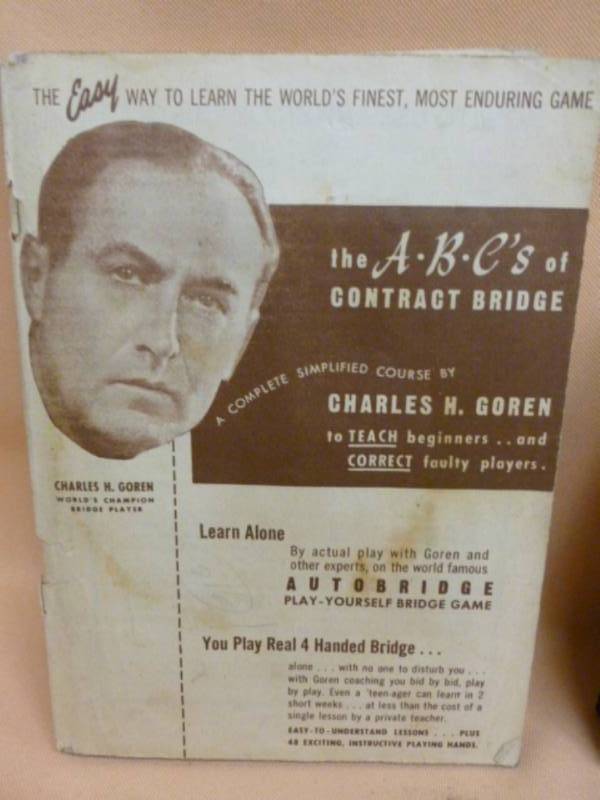 THE Easy WAY TO LEARN THE WORLD'S FINEST, MOST ENDURING GAME
the A·B·C's of
CONTRACT BRIDGE
A COMPLETE SIMPLIFIED COURSE BY
CHARLES H. GOREN
to TEACH beginners .. and
CORRECT faulty players.
CHARLES H. GOREN
WORLD'S CHAMPION
BRIDGE PLAYER
Learn Alone
By actual play with Goren and
other experts, on the world famous
AUTOBRIDGE
PLAY-YOURSELF BRIDGE GAME
You Play Real 4 Handed Bridge ...
alone ... with no one to disturb you ...
with Goren coaching you bid by bid, play
by play. Even a 'teen-ager can learn in 2
short weeks ... at less than the cost of a
single lesson by a private teacher.
EASY-TO-UNDERSTAND LESSONS ... PLUS
48 EXCITING, INSTRUCTIVE PLAYING HANDS.